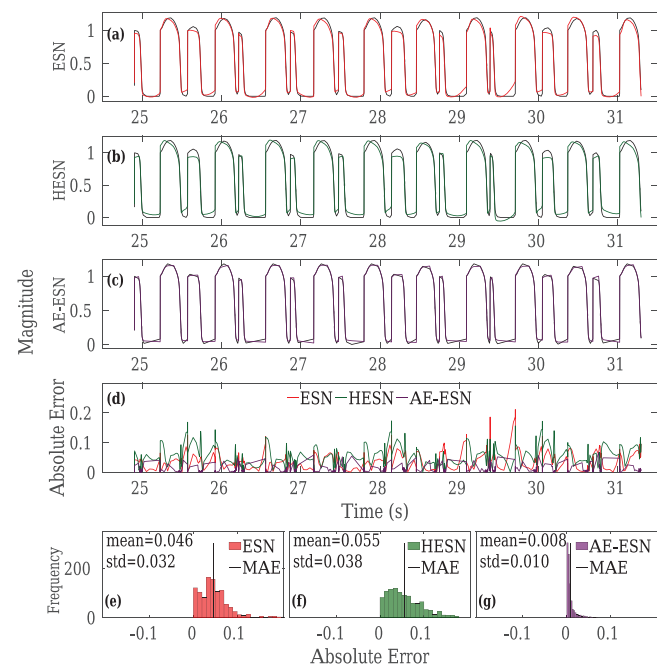 (a)
ESN
1
0.5
0
25 26 27 28 29 30 31
(b)
HESN
1
0.5
0
25 26 27 28 29 30 31
(c)
AE-ESN
1
0.5
0
25 26 27 28 29 30 31
Magnitude
(d)
ESN HESN AE-ESN
Absolute Error
0.2
0.1
0
25 26 27 28 29 30 31
Time (s)
Frequency
200
0
mean=0.046
std=0.032
ESN
MAE
(e)
-0.1 0 0.1
mean=0.055
std=0.038
HESN
MAE
(f)
-0.1 0 0.1
mean=0.008
std=0.010
AE-ESN
MAE
(g)
-0.1 0 0.1
Absolute Error